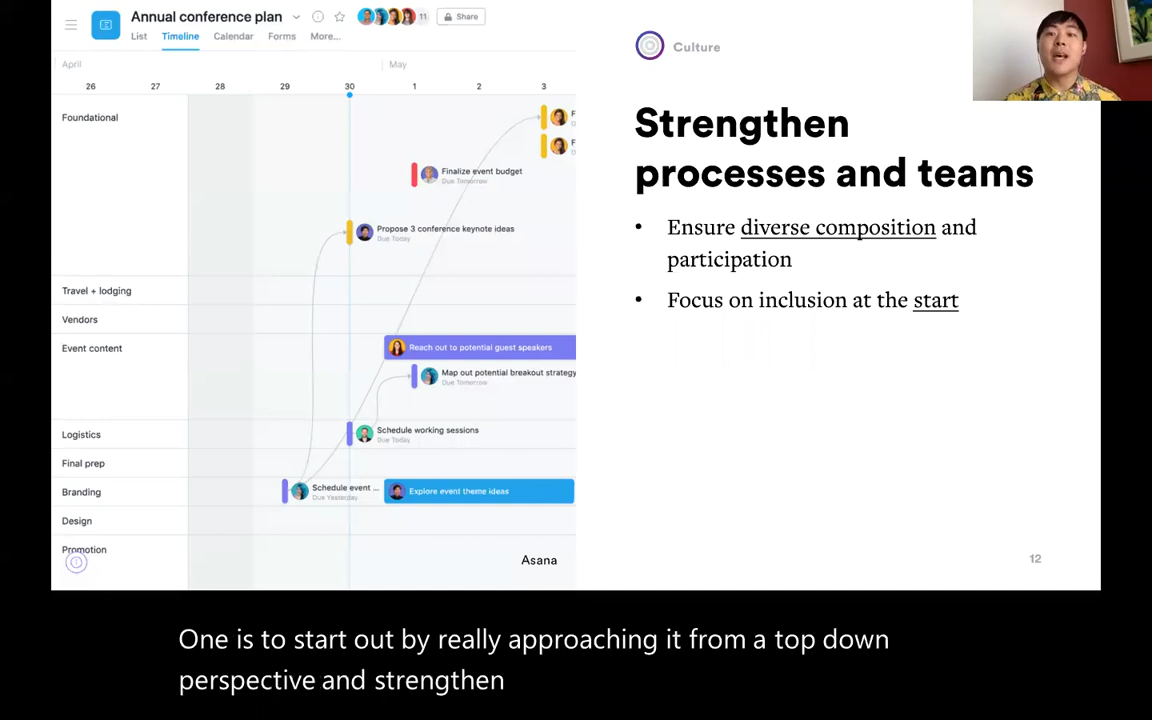 Annual conference plan
11
Share
List
Timeline
Calendar
Forms
More...
April
May
26
27
28
29
30
1
2
3
Foundational
F
F
Finalize event budget
Due Tomorrow
Propose 3 conference keynote ideas
Due Today
Travel + lodging
Vendors
Event content
Reach out to potential guest speakers
Map out potential breakout strategy
Due Tomorrow
Logistics
Schedule working sessions
Due Today
Final prep
Branding
Schedule event ...
Due Yesterday
Explore event theme ideas
Design
Promotion
Asana
Culture
Strengthen
processes and teams
• Ensure diverse composition and
participation
• Focus on inclusion at the start
12
One is to start out by really approaching it from a top down
perspective and strengthen